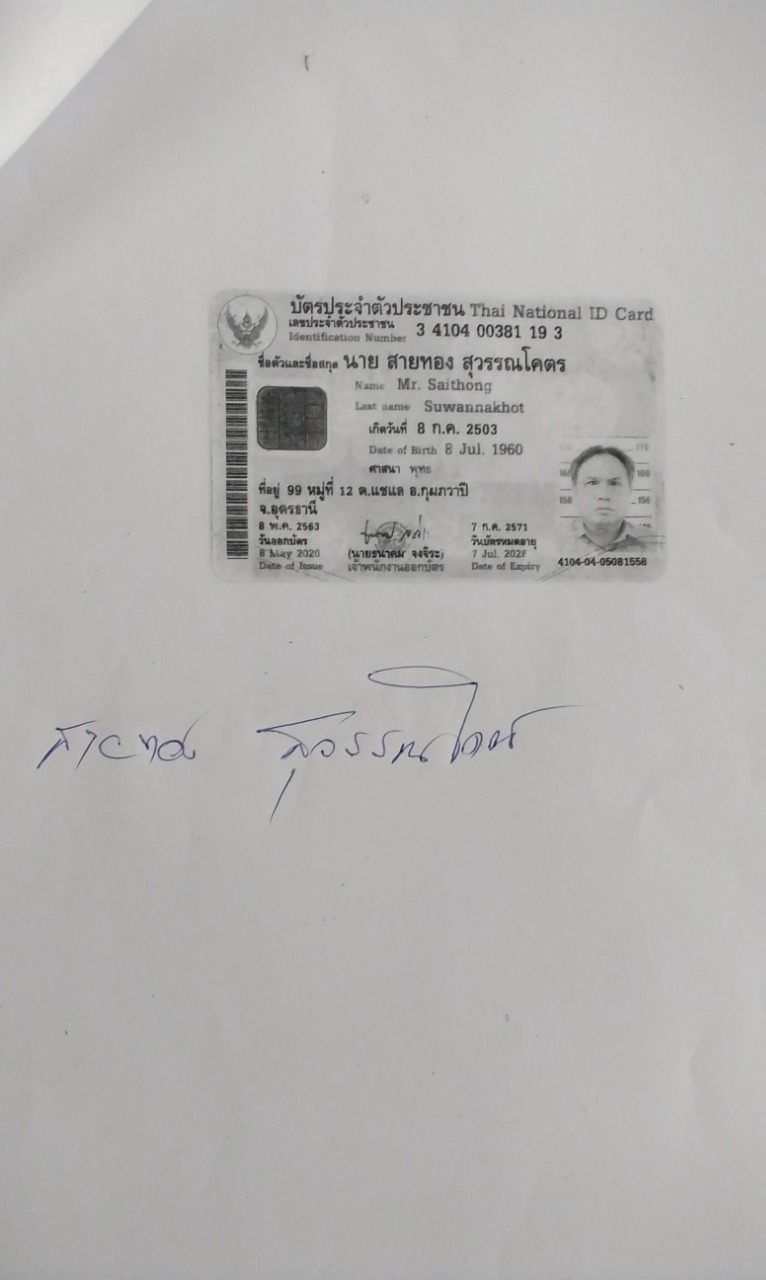 บัตรประจำตัวประชาชน Thai National ID Card
เลขประจำตัวประชาชน
Identification Number 3 4104 00381 19 3
ชื่อตัวและชื่อสกุล นาย สายทอง สุวรรณโคตร
Name Mr. Saithong
Last name Suwannakhot
เกิดวันที่ 8 ก.ค. 2503
Date of Birth 8 Jul. 1960
ศาสนา พุทธ
ที่อยู่ 99 หมู่ที่ 12 ต.แชแล อ.กุมภวาปี
จ.อุดรธานี
8 พ.ค. 2563
วันออกบัตร
8 May 2020
Date of Issue
(นายธนาคม จงจิระ)
เจ้าพนักงานออกบัตร
7 ก.ค. 2571
วันบัตรหมดอายุ
7 Jul. 2028
Date of Expiry
4104-04-05081558
สายทอง สุวรรณโคตร